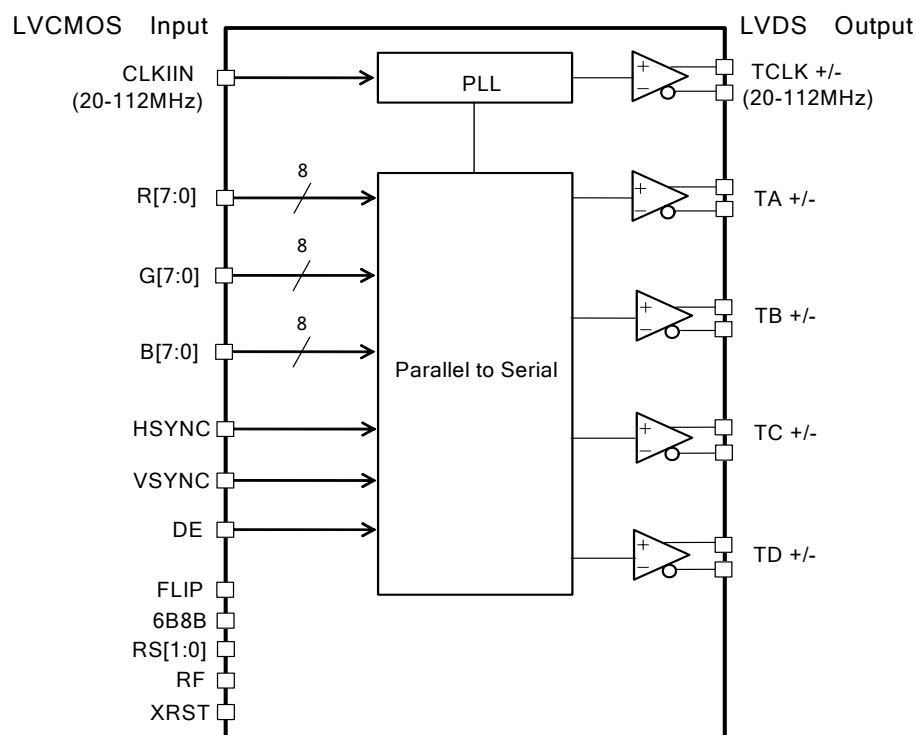 LVCMOS Input
LVDS Output
CLKIIN
(20-112MHz)
PLL
+
−
TCLK +/-
(20-112MHz)
R[7:0]
8
+
−
TA +/-
G[7:0]
8
+
−
TB +/-
B[7:0]
8
Parallel to Serial
HSYNC
+
−
TC +/-
VSYNC
DE
+
−
TD +/-
FLIP
6B8B
RS[1:0]
RF
XRST